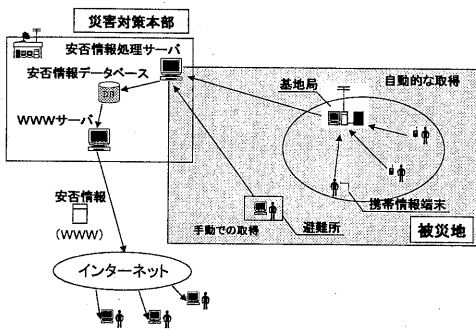 災害対策本部
安否情報処理サーバ
安否情報データベース
DB
WWWサーバ
安否情報
(WWW)
インターネット
自動的な取得
基地局
携帯情報端末
避難所
手動での取得
被災地